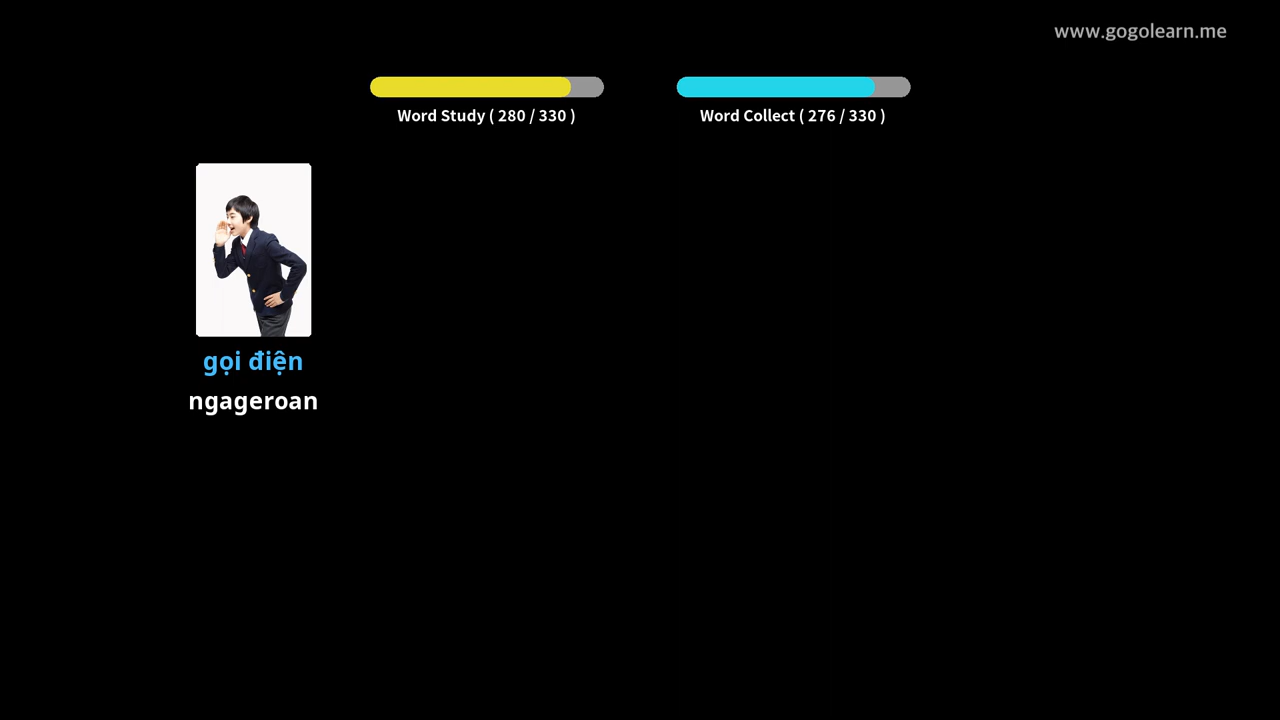 www.gogolearn.me
Word Study ( 280 / 330 )
Word Collect ( 276 / 330 )
gọi điện
ngageroan